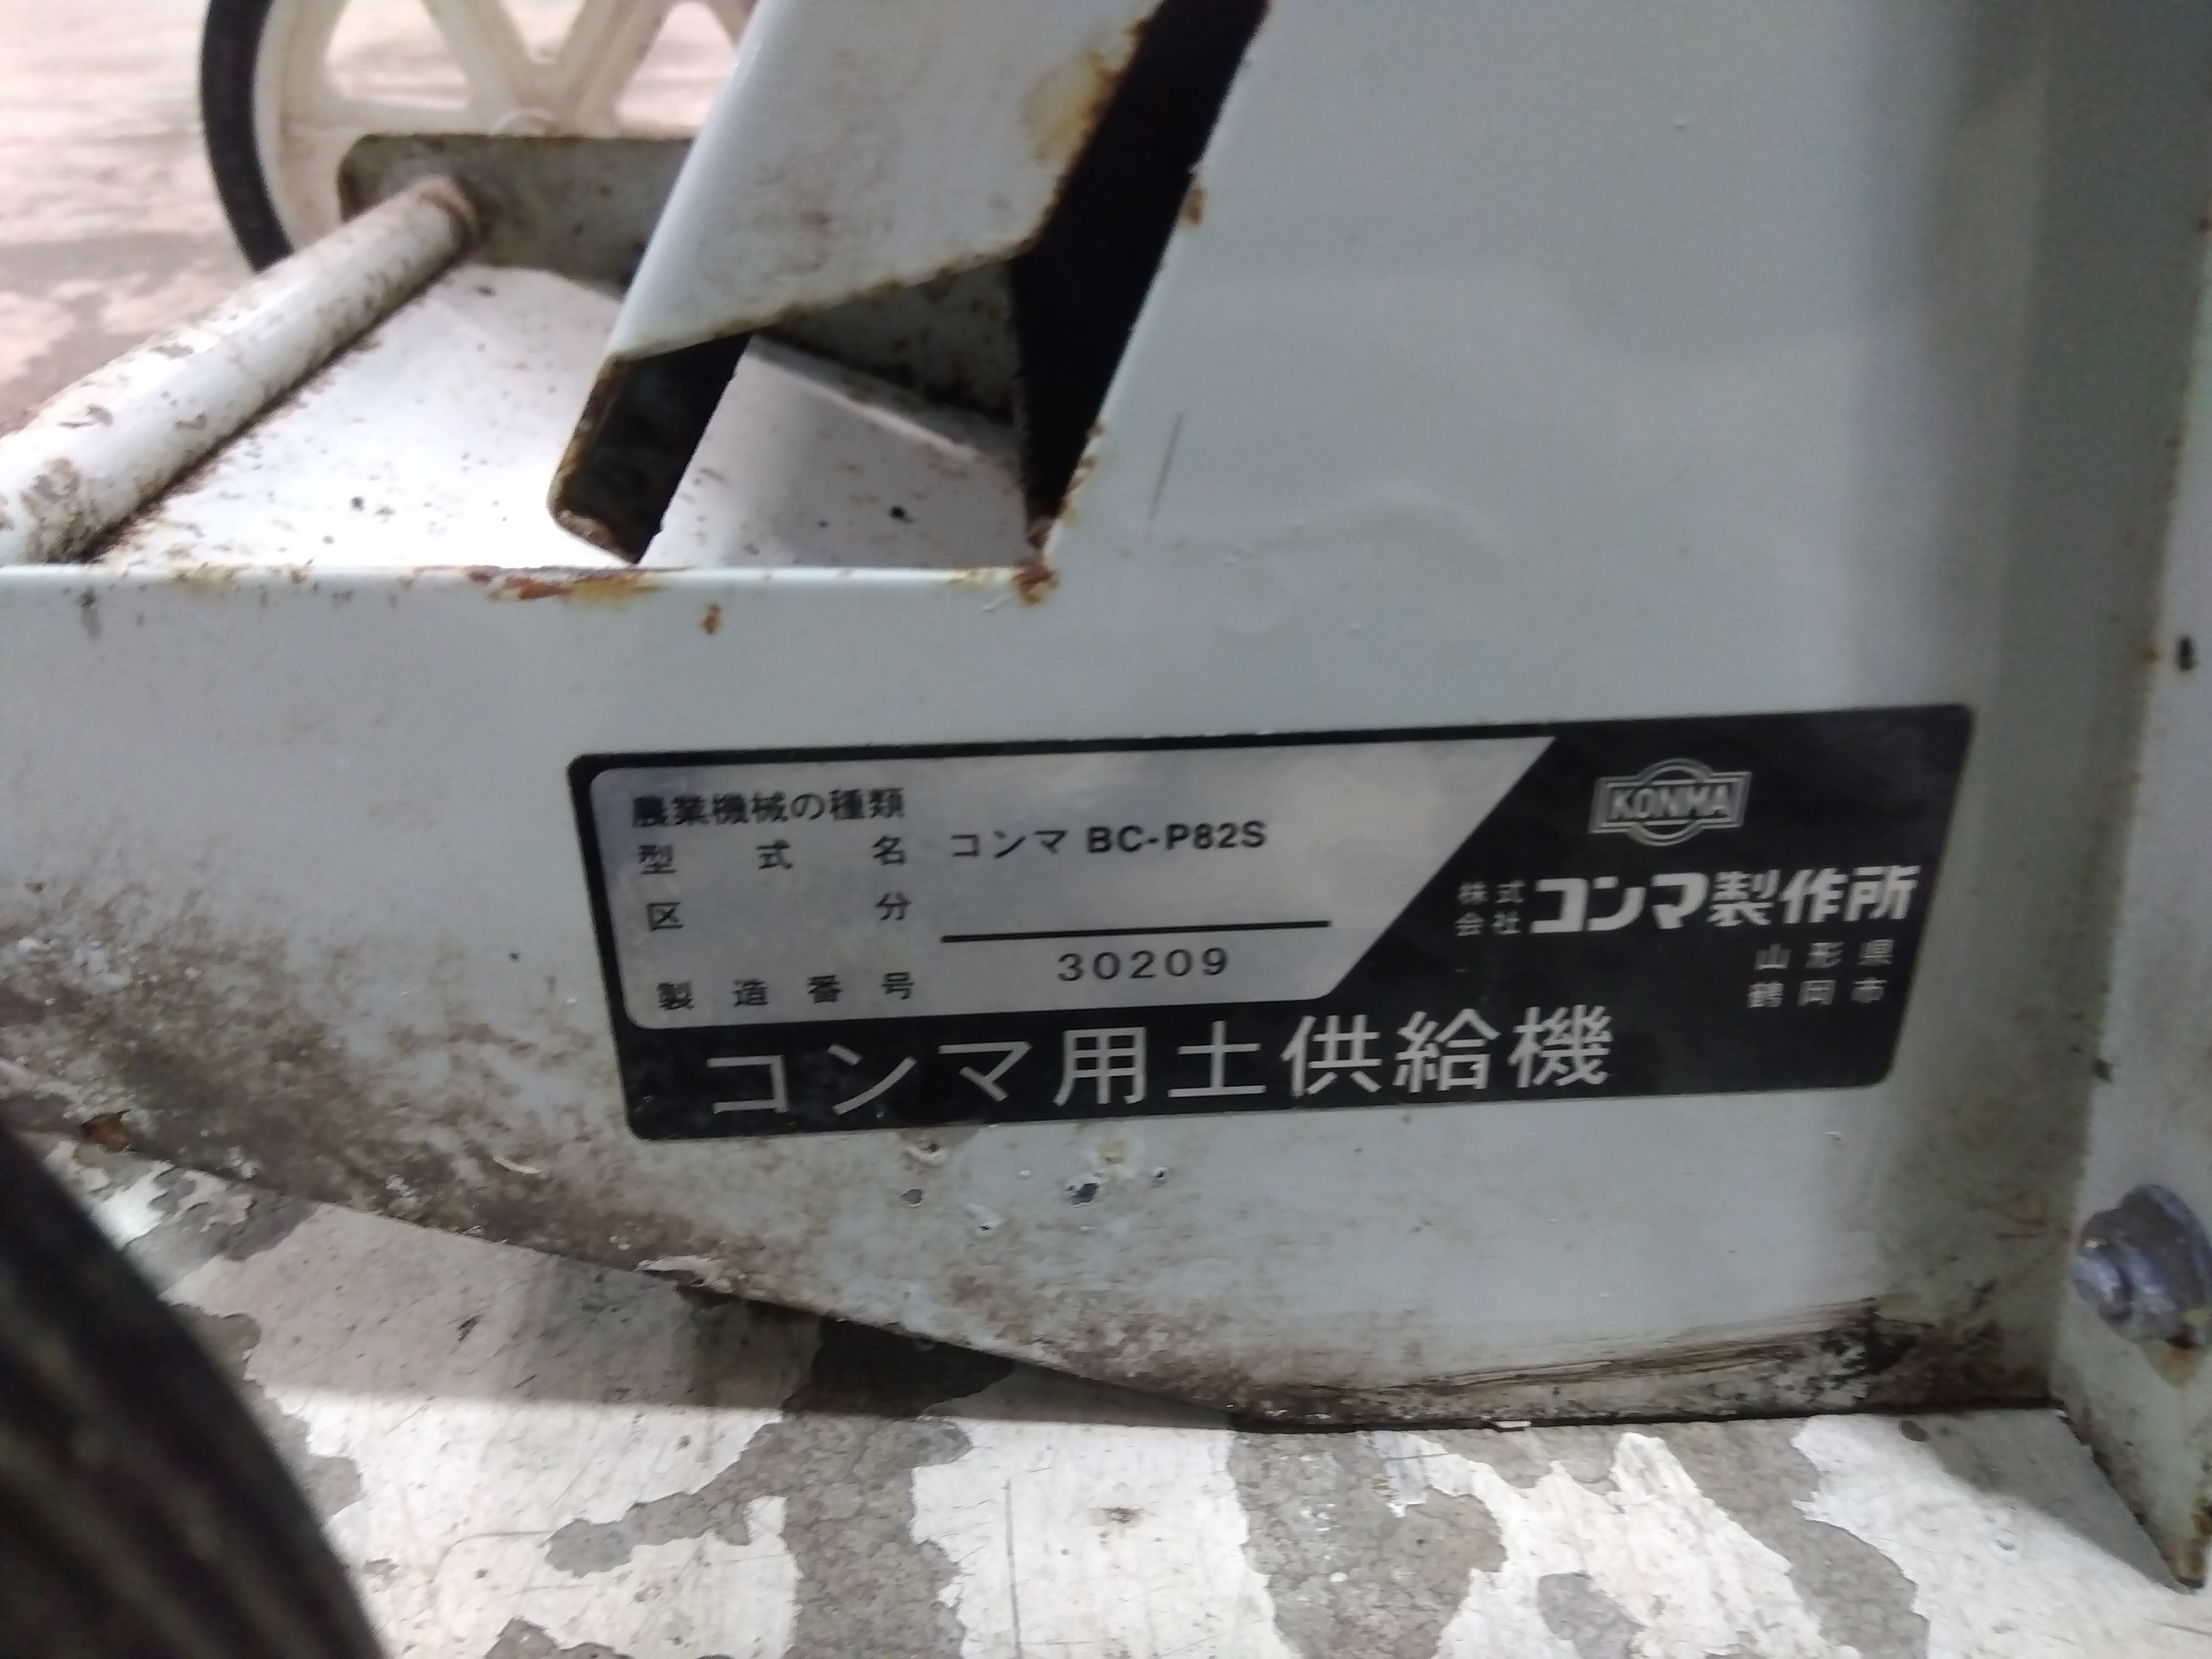 農業機械の種類
型式名 コンマ BC-P82S
区分
製造番号 30209
KONMA
株式会社 コンマ製作所
山形県
鶴岡市
コンマ用土供給機